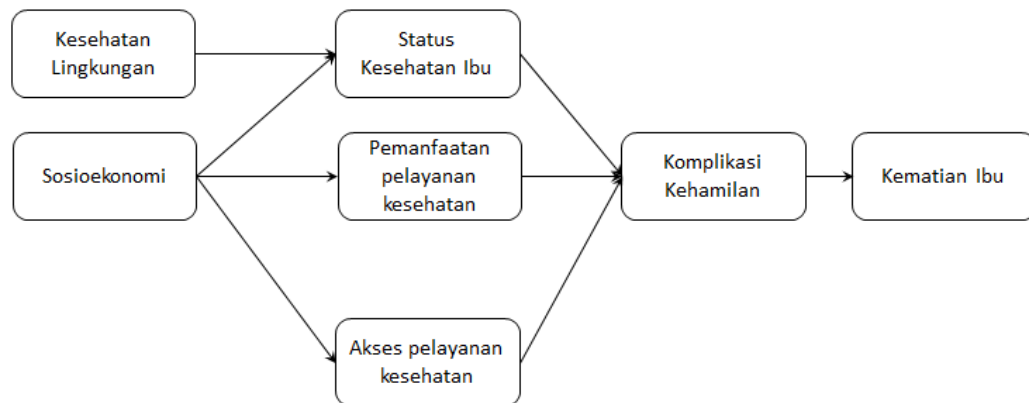 Kesehatan
Lingkungan
Status
Kesehatan Ibu
Sosioekonomi
Pemanfaatan
pelayanan
kesehatan
Komplikasi
Kehamilan
Kematian Ibu
Akses pelayanan
kesehatan